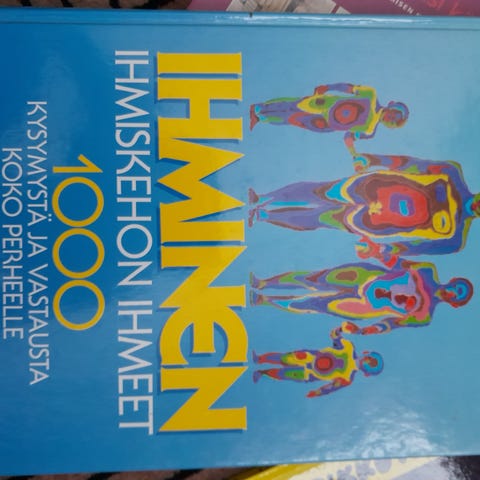 IHMINEN
IHMISKEHON IHMEET
1000
KYSYMYSTÄ JA VASTAUSTA
KOKO PERHEELLE